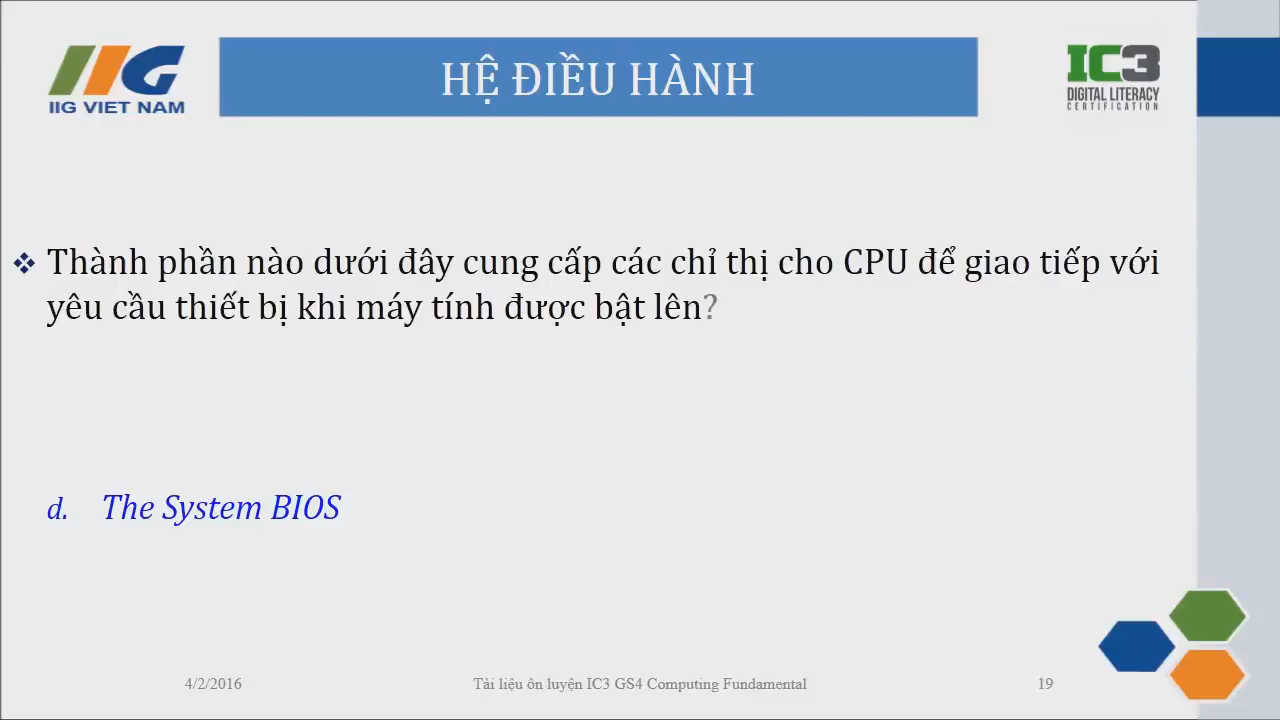 IIG VIET NAM
HỆ ĐIỀU HÀNH
IC3
DIGITAL LITERACY
CERTIFICATION
Thành phần nào dưới đây cung cấp các chỉ thị cho CPU để giao tiếp với
yêu cầu thiết bị khi máy tính được bật lên?
d. The System BIOS
4/2/2016
Tài liệu ôn luyện IC3 GS4 Computing Fundamental
19